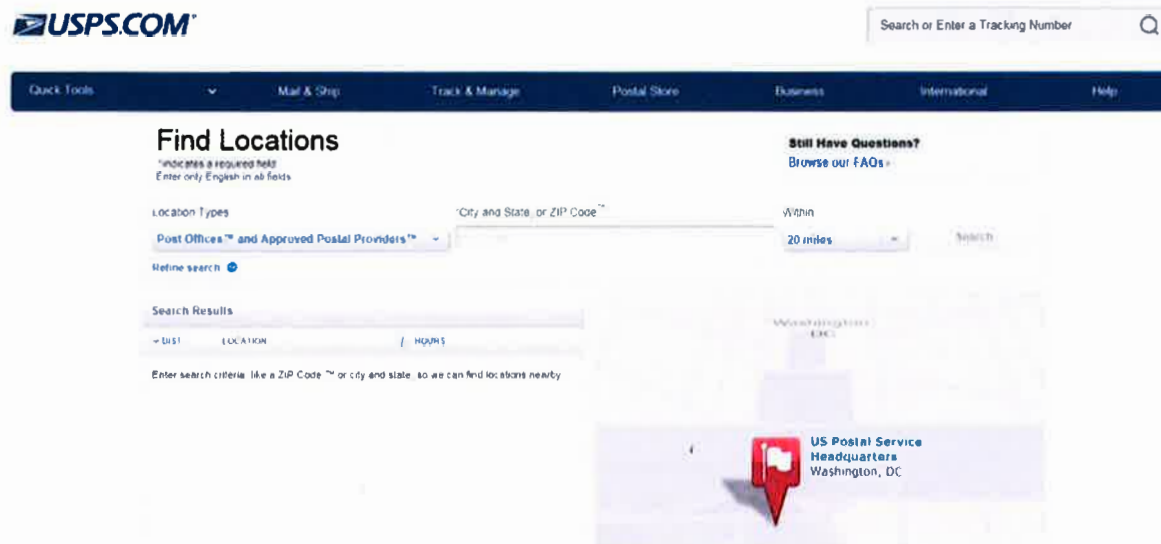 USPS.COM®
Search or Enter a Tracking Number
Quick Tools Mail & Ship Track & Manage Postal Store Business International Help
Find Locations
*indicates a required field
Enter only English in all fields
Still Have Questions?
Browse our FAQs ›
Location Types
*City and State, or ZIP Code™
Within
Post Offices™ and Approved Postal Providers™
20 miles
Search
Refine search
Search Results
DIST LOCATION / HOURS
Enter search criteria, like a ZIP Code™ or city and state, so we can find locations nearby
Washington
DC
US Postal Service
Headquarters
Washington, DC